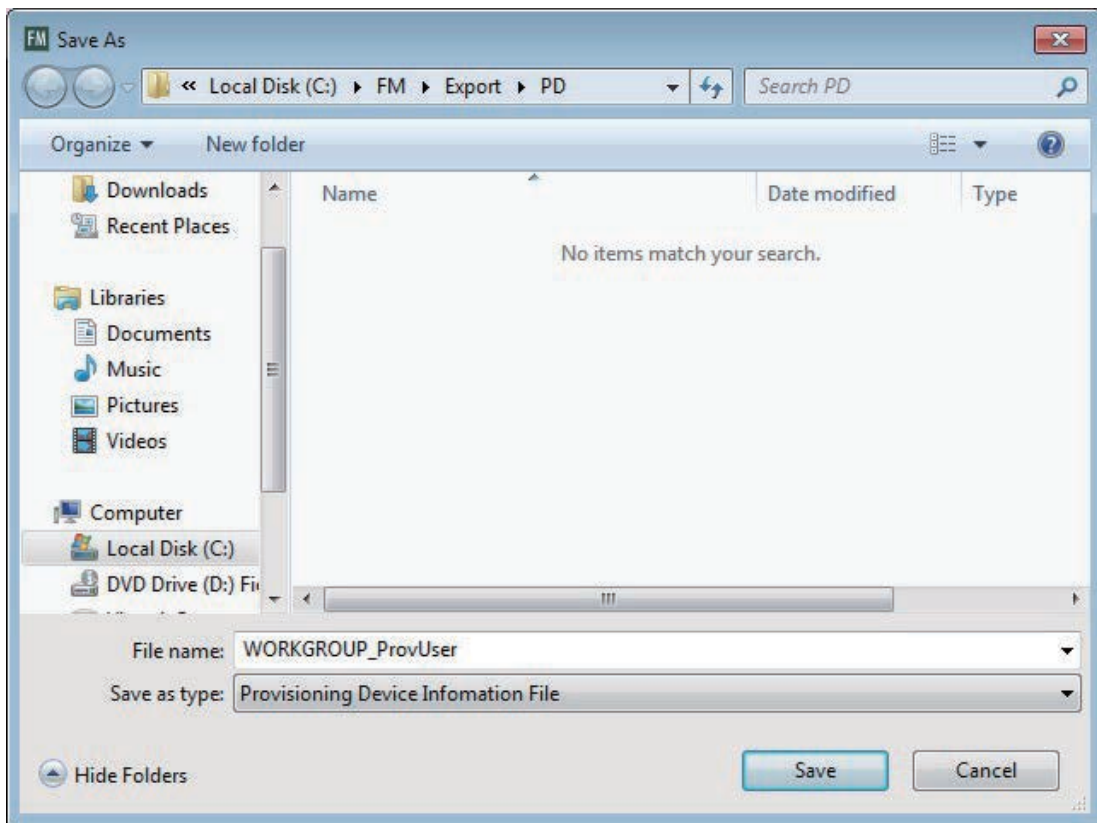 FM Save As
« Local Disk (C:) FM Export PD Search PD
Organize New folder
Downloads
Recent Places
Libraries
Documents
Music
Pictures
Videos
Computer
Local Disk (C:)
DVD Drive (D:) Fi
Name Date modified Type
No items match your search.
File name: WORKGROUP_ProvUser
Save as type: Provisioning Device Infomation File
Hide Folders Save Cancel